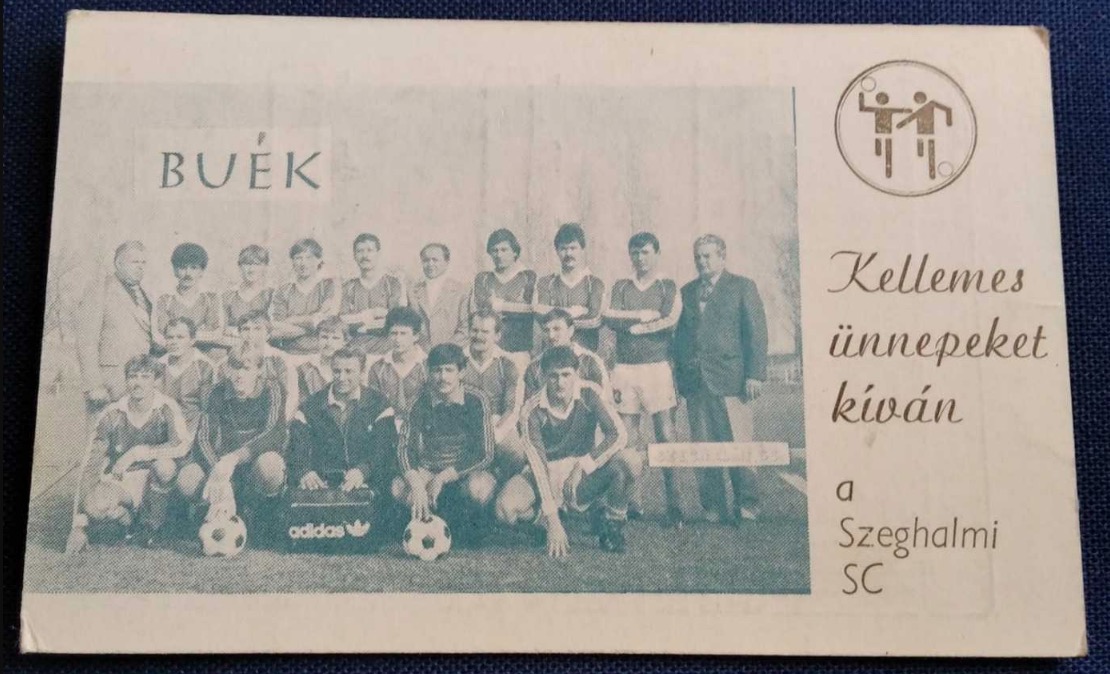 BUÉK
adidas
Kellemes
ünnepeket
kíván
a
Szeghalmi
SC